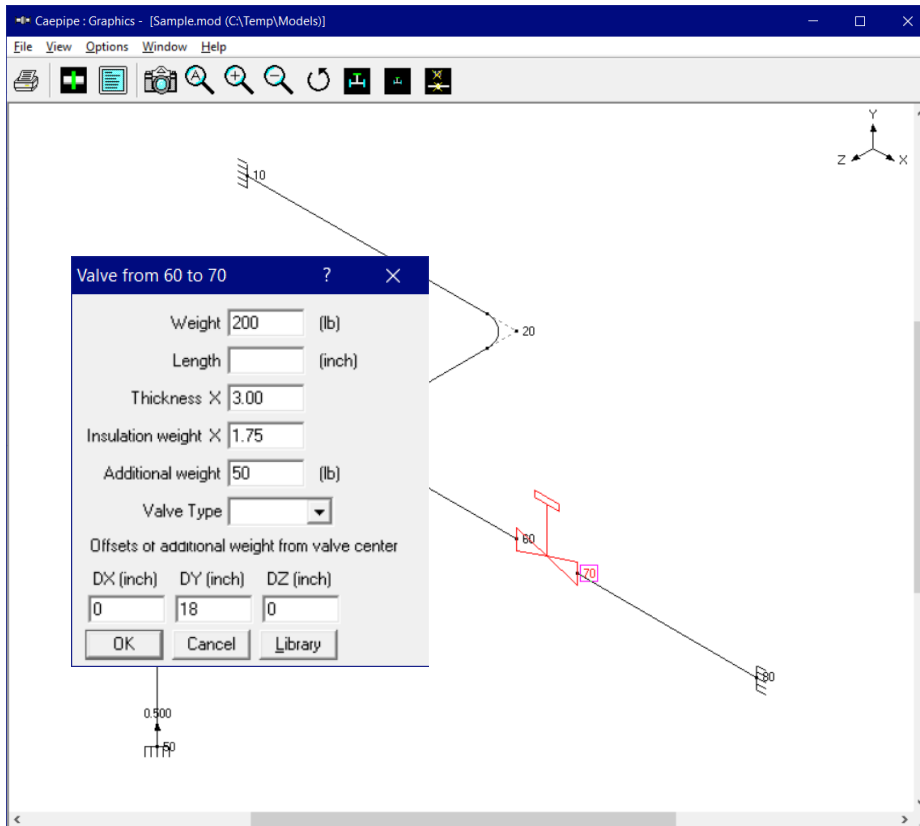 Caepipe : Graphics - [Sample.mod (C:\Temp\Models)]
File View Options Window Help
Y
Z X
10
Valve from 60 to 70 ?
Weight 200 (lb)
20
Length (inch)
Thickness X 3.00
Insulation weight X 1.75
Additional weight 50 (lb)
Valve Type
60
Offsets of additional weight from valve center
70
DX (inch) DY (inch) DZ (inch)
0 18 0
OK Cancel Library
80
0.500
50